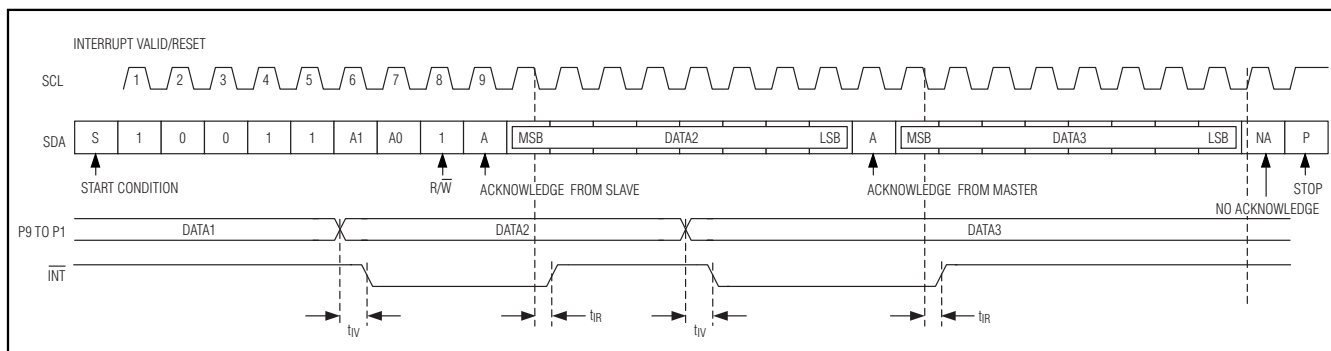 INTERRUPT VALID/RESET
SCL 1 2 3 4 5 6 7 8 9
SDA S 1 0 0 1 1 A1 A0 1 A MSB DATA2 LSB A MSB DATA3 LSB NA P
START CONDITION R/W̅ ACKNOWLEDGE FROM SLAVE ACKNOWLEDGE FROM MASTER STOP
NO ACKNOWLEDGE
P9 TO P1 DATA1 DATA2 DATA3
I̅N̅T̅
tIV tIR tIV tIR